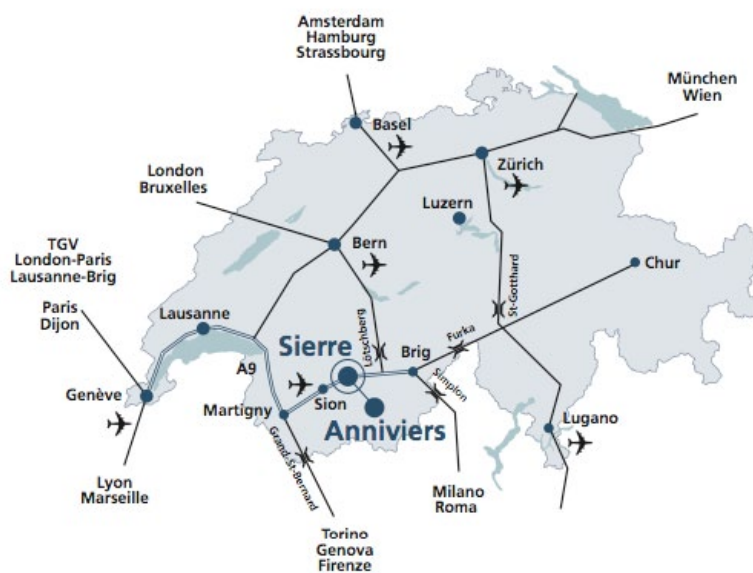 Amsterdam
Hamburg
Strassbourg
München
Wien
Basel
London
Bruxelles
Zürich
Luzern
TGV
London-Paris
Lausanne-Brig
Bern
Chur
Paris
Dijon
Lausanne
St-Gotthard
Lötschberg
Furka
Sierre
Brig
A9
Simplon
Genève
Sion
Martigny
Anniviers
Lugano
Grand-St-Bernard
Lyon
Marseille
Milano
Roma
Torino
Genova
Firenze